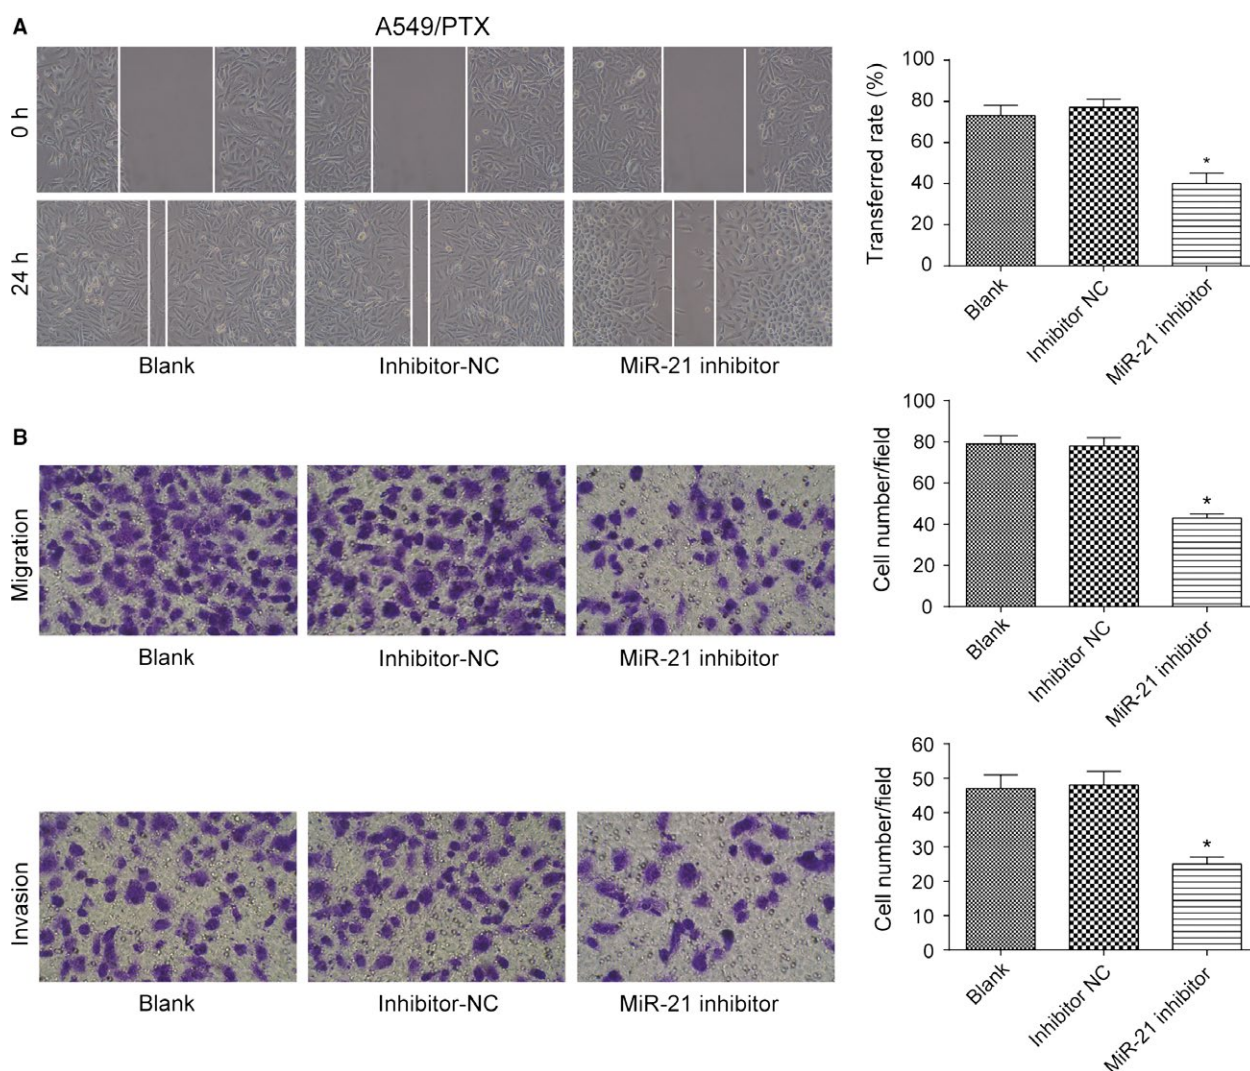 A
A549/PTX
0 h
24 h
Blank
Inhibitor-NC
MiR-21 inhibitor
Transferred rate (%)
100
80
60
40
20
0
*
Blank
Inhibitor NC
MiR-21 inhibitor
B
Migration
Blank
Inhibitor-NC
MiR-21 inhibitor
Cell number/field
100
80
60
40
20
0
*
Blank
Inhibitor NC
MiR-21 inhibitor
Invasion
Blank
Inhibitor-NC
MiR-21 inhibitor
Cell number/field
60
50
40
30
20
10
0
*
Blank
Inhibitor NC
MiR-21 inhibitor